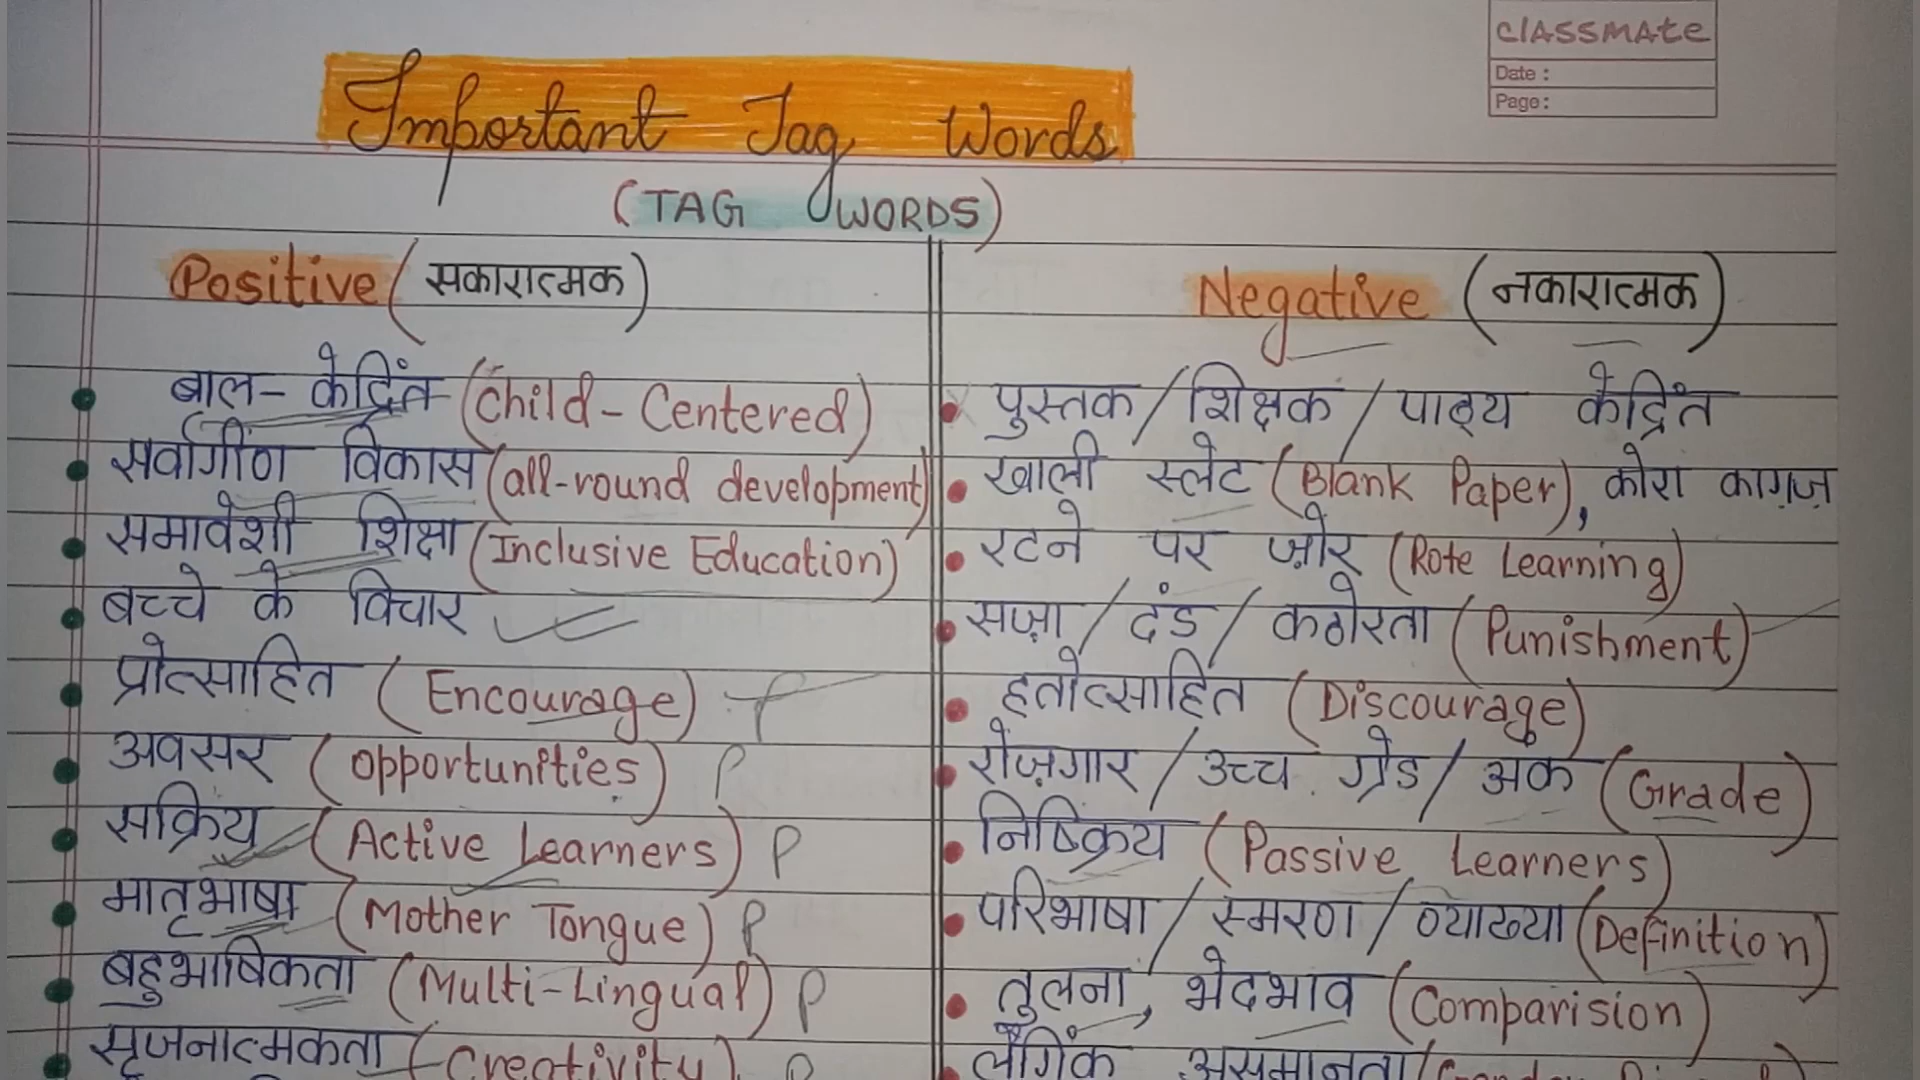 classmate
Date :
Page :
Important Tag Words
(TAG WORDS)
Positive (सकारात्मक)
बाल-केंद्रित (Child-Centered)
सर्वांगीण विकास (all-round development)
समावेशी शिक्षा (Inclusive Education)
बच्चे के विचार
प्रोत्साहित (Encourage)
अवसर (opportunities)
सक्रिय (Active Learners) P
मातृभाषा (Mother Tongue) P
बहुभाषिकता (Multi-Lingual) P
सृजनात्मकता (Creativity)
Negative (नकारात्मक)
पुस्तक / शिक्षक / पाठ्य केंद्रित
खाली स्लेट (Blank Paper), कोरा काग़ज़
रटने पर ज़ोर (Rote Learning)
सज़ा / दंड / कठोरता (Punishment)
हतोत्साहित (Discourage)
रोज़गार / उच्च ग्रेड / अंक (Grade)
निष्क्रिय (Passive Learners)
परिभाषा / स्मरण / व्याख्या (Definition)
तुलना, भेदभाव (Comparision)
लैंगिक असमानता